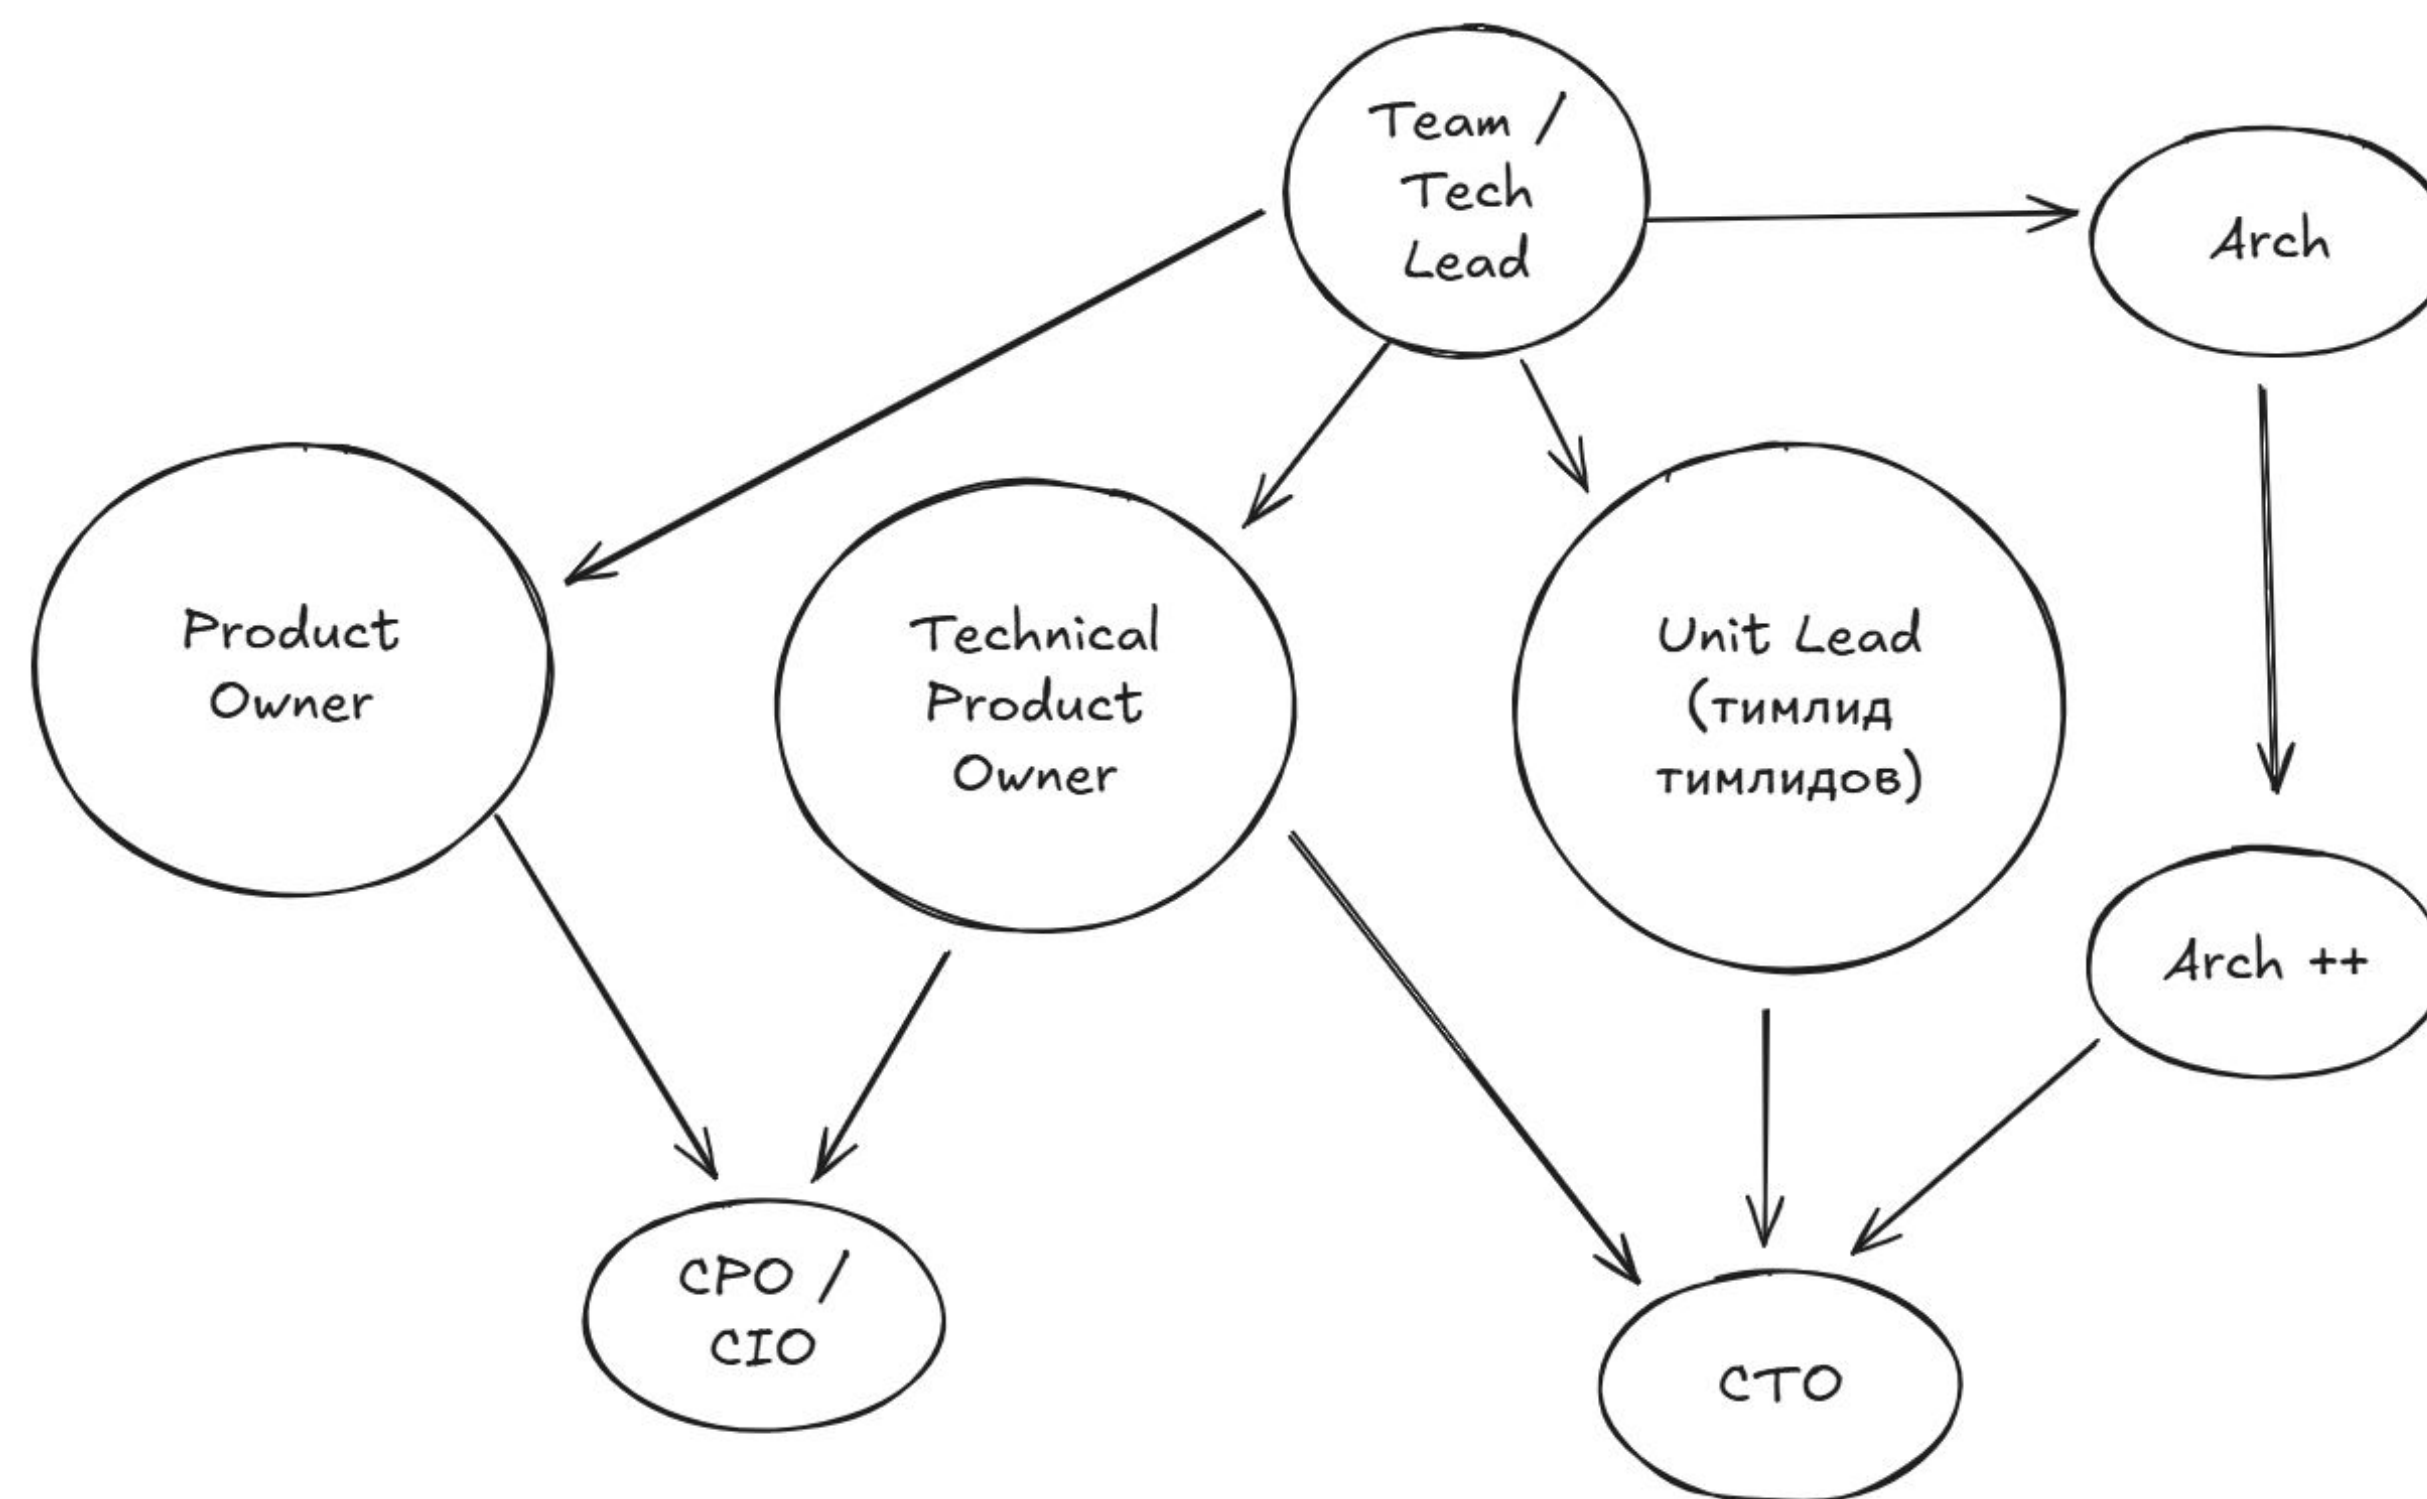 Team /
Tech
Lead
Arch
Product
Owner
Technical
Product
Owner
Unit Lead
(тимлид
тимлидов)
Arch ++
CPO /
CIO
CTO